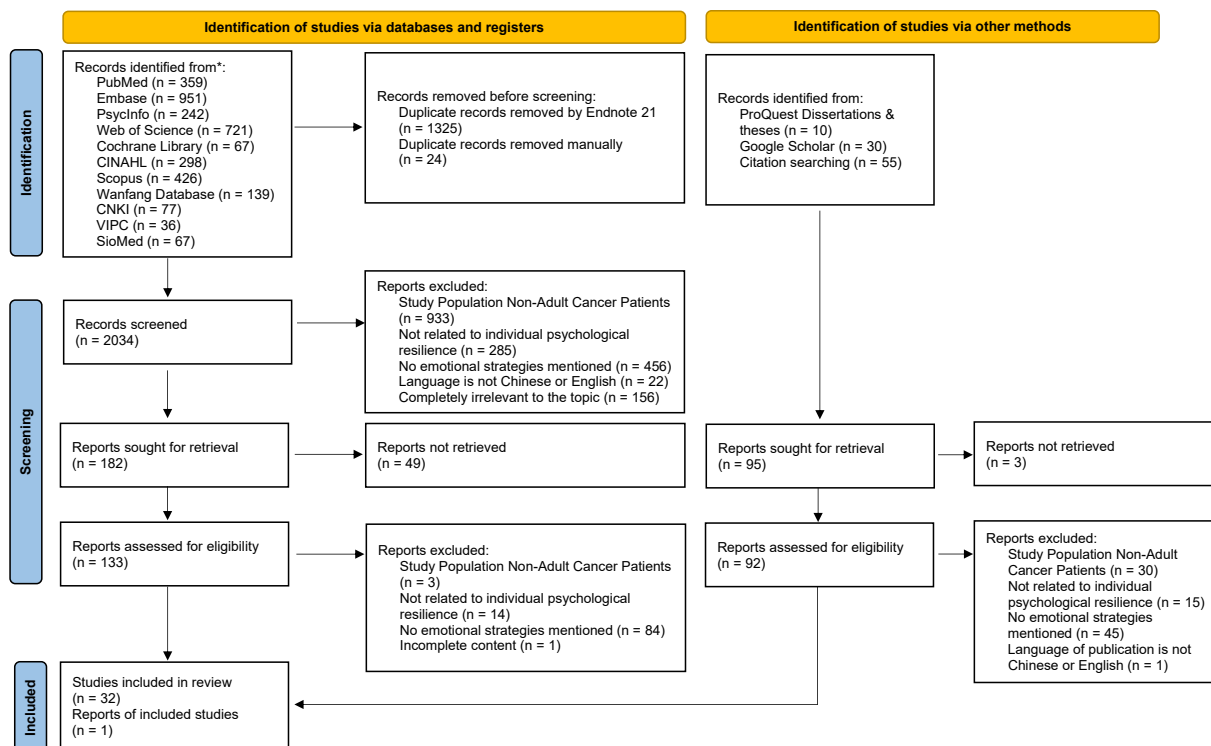 Identification of studies via databases and registers
Identification of studies via other methods
Identification
Records identified from*:
PubMed (n = 359)
Embase (n = 951)
PsycInfo (n = 242)
Web of Science (n = 721)
Cochrane Library (n = 67)
CINAHL (n = 298)
Scopus (n = 426)
Wanfang Database (n = 139)
CNKI (n = 77)
VIPC (n = 36)
SioMed (n = 67)
Records removed before screening:
Duplicate records removed by Endnote 21
(n = 1325)
Duplicate records removed manually
(n = 24)
Records identified from:
ProQuest Dissertations &
theses (n = 10)
Google Scholar (n = 30)
Citation searching (n = 55)
Screening
Records screened
(n = 2034)
Reports excluded:
Study Population Non-Adult Cancer Patients
(n = 933)
Not related to individual psychological
resilience (n = 285)
No emotional strategies mentioned (n = 456)
Language is not Chinese or English (n = 22)
Completely irrelevant to the topic (n = 156)
Reports sought for retrieval
(n = 182)
Reports not retrieved
(n = 49)
Reports sought for retrieval
(n = 95)
Reports not retrieved
(n = 3)
Reports assessed for eligibility
(n = 133)
Reports excluded:
Study Population Non-Adult Cancer Patients
(n = 3)
Not related to individual psychological
resilience (n = 14)
No emotional strategies mentioned (n = 84)
Incomplete content (n = 1)
Reports assessed for eligibility
(n = 92)
Reports excluded:
Study Population Non-Adult
Cancer Patients (n = 30)
Not related to individual
psychological resilience (n = 15)
No emotional strategies
mentioned (n = 45)
Language of publication is not
Chinese or English (n = 1)
Included
Studies included in review
(n = 32)
Reports of included studies
(n = 1)